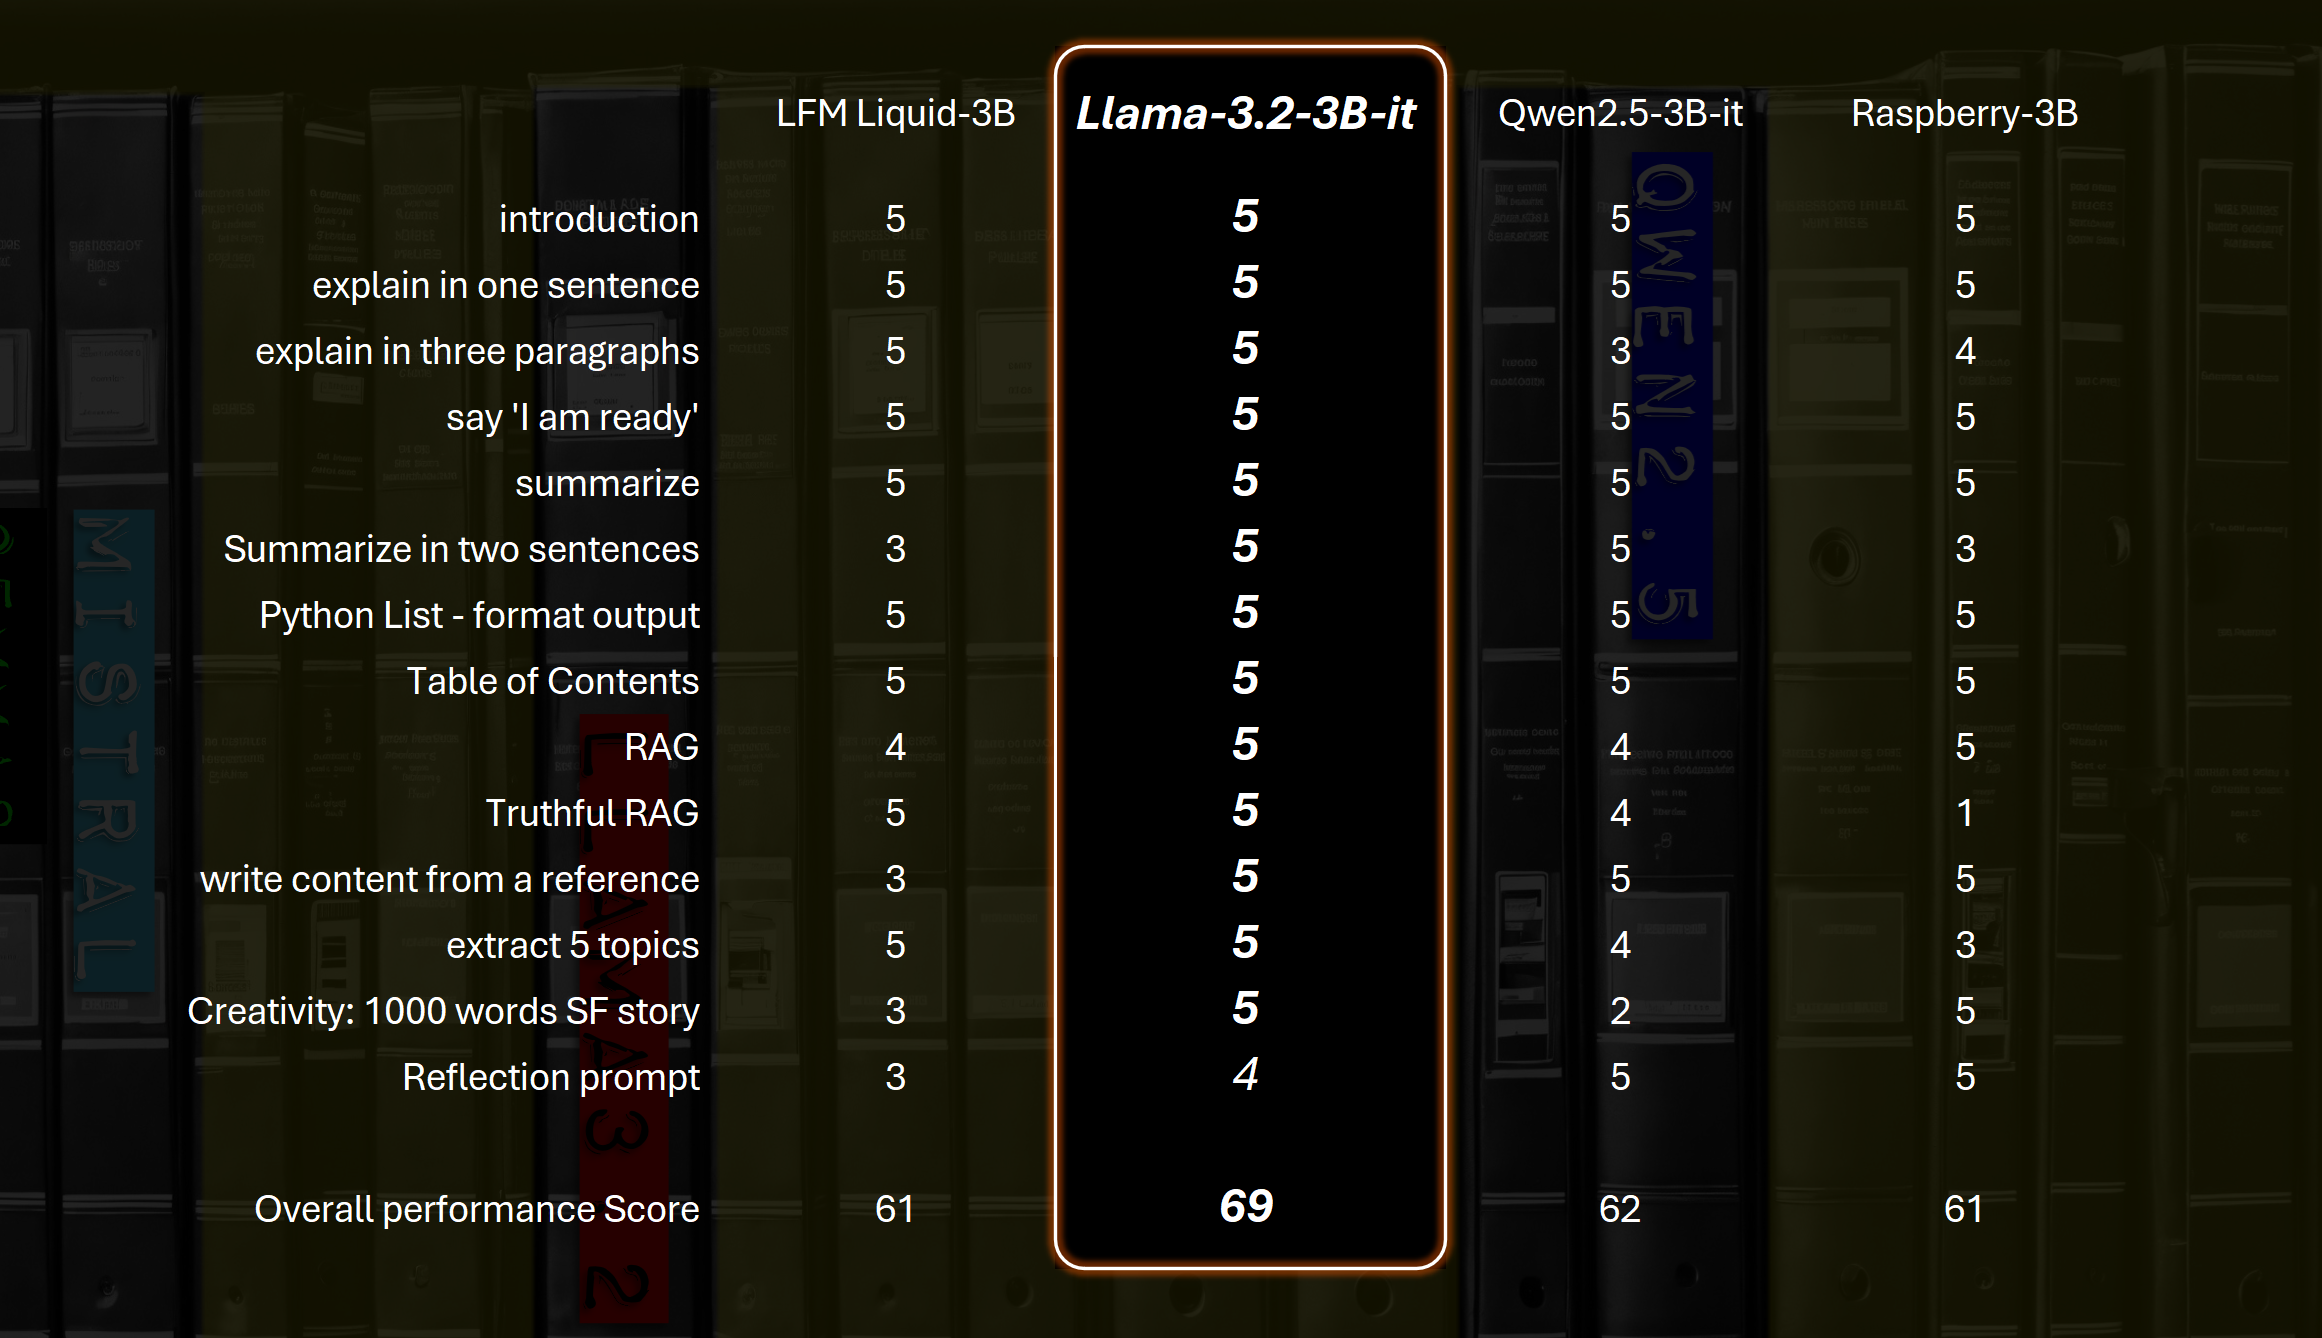 LFM Liquid-3B Llama-3.2-3B-it Qwen2.5-3B-it Raspberry-3B
introduction 5 5 5 5
explain in one sentence 5 5 5 5
explain in three paragraphs 5 5 3 4
say 'I am ready' 5 5 5 5
summarize 5 5 5 5
Summarize in two sentences 3 5 5 3
Python List - format output 5 5 5 5
Table of Contents 5 5 5 5
RAG 4 5 4 5
Truthful RAG 5 5 4 1
write content from a reference 3 5 5 5
extract 5 topics 5 5 4 3
Creativity: 1000 words SF story 3 5 2 5
Reflection prompt 3 4 5 5
Overall performance Score 61 69 62 61
MISTRAL
LLAMA3 2
QWEN2.5